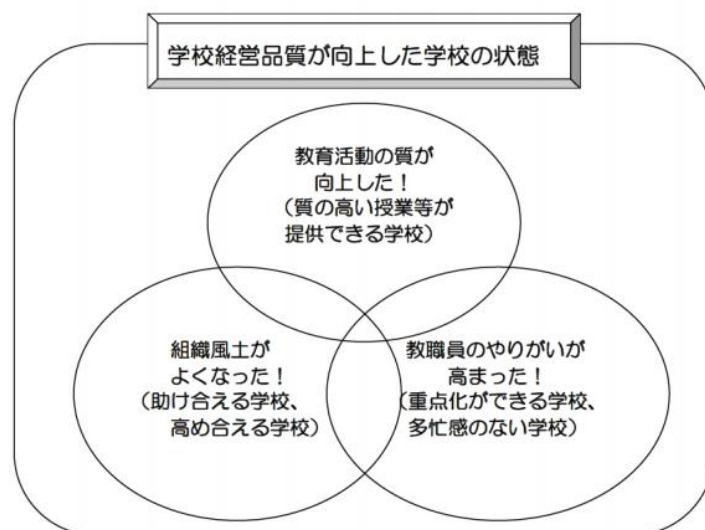 学校経営品質が向上した学校の状態
教育活動の質が
向上した！
（質の高い授業等が
提供できる学校）
組織風土が
よくなった！
（助け合える学校、
高め合える学校）
教職員のやりがいが
高まった！
（重点化ができる学校、
多忙感のない学校）